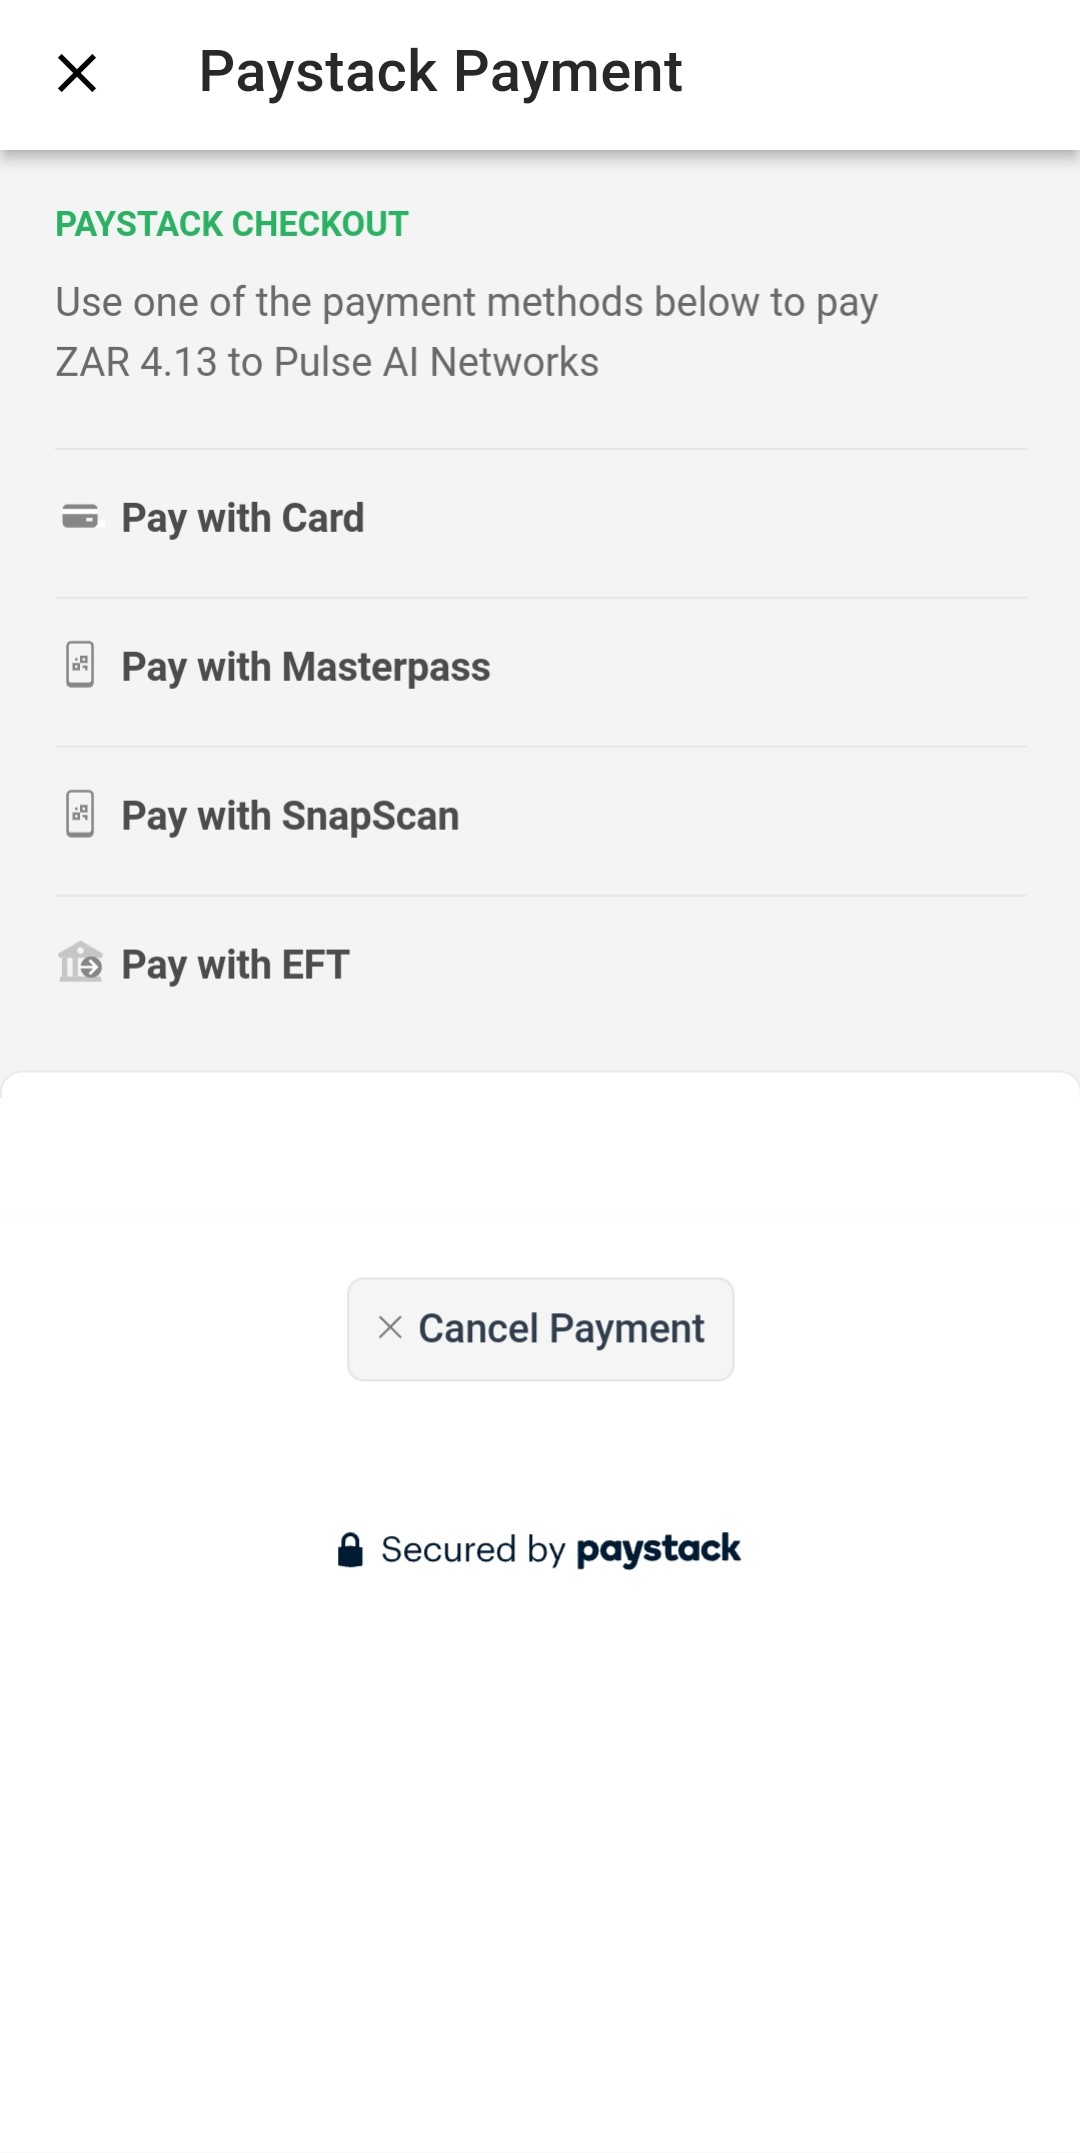 Paystack Payment
PAYSTACK CHECKOUT
Use one of the payment methods below to pay
ZAR 4.13 to Pulse AI Networks
Pay with Card
Pay with Masterpass
Pay with SnapScan
Pay with EFT
Cancel Payment
Secured by paystack